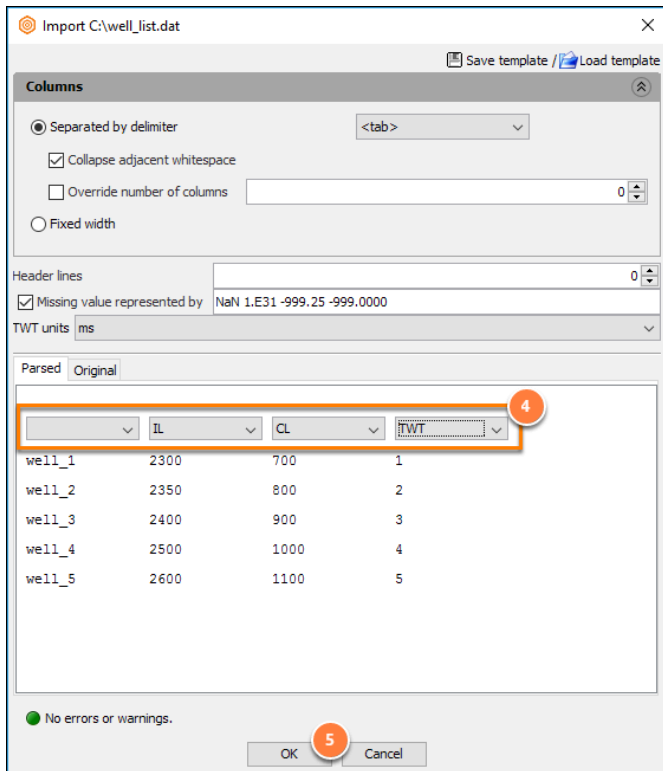 Import C:\well_list.dat
Save template / Load template
Columns
Separated by delimiter <tab>
Collapse adjacent whitespace
Override number of columns 0
Fixed width
Header lines 0
Missing value represented by NaN 1.E31 -999.25 -999.0000
TWT units ms
Parsed Original
4
IL CL TWT
well_1 2300 700 1
well_2 2350 800 2
well_3 2400 900 3
well_4 2500 1000 4
well_5 2600 1100 5
No errors or warnings.
5
OK Cancel